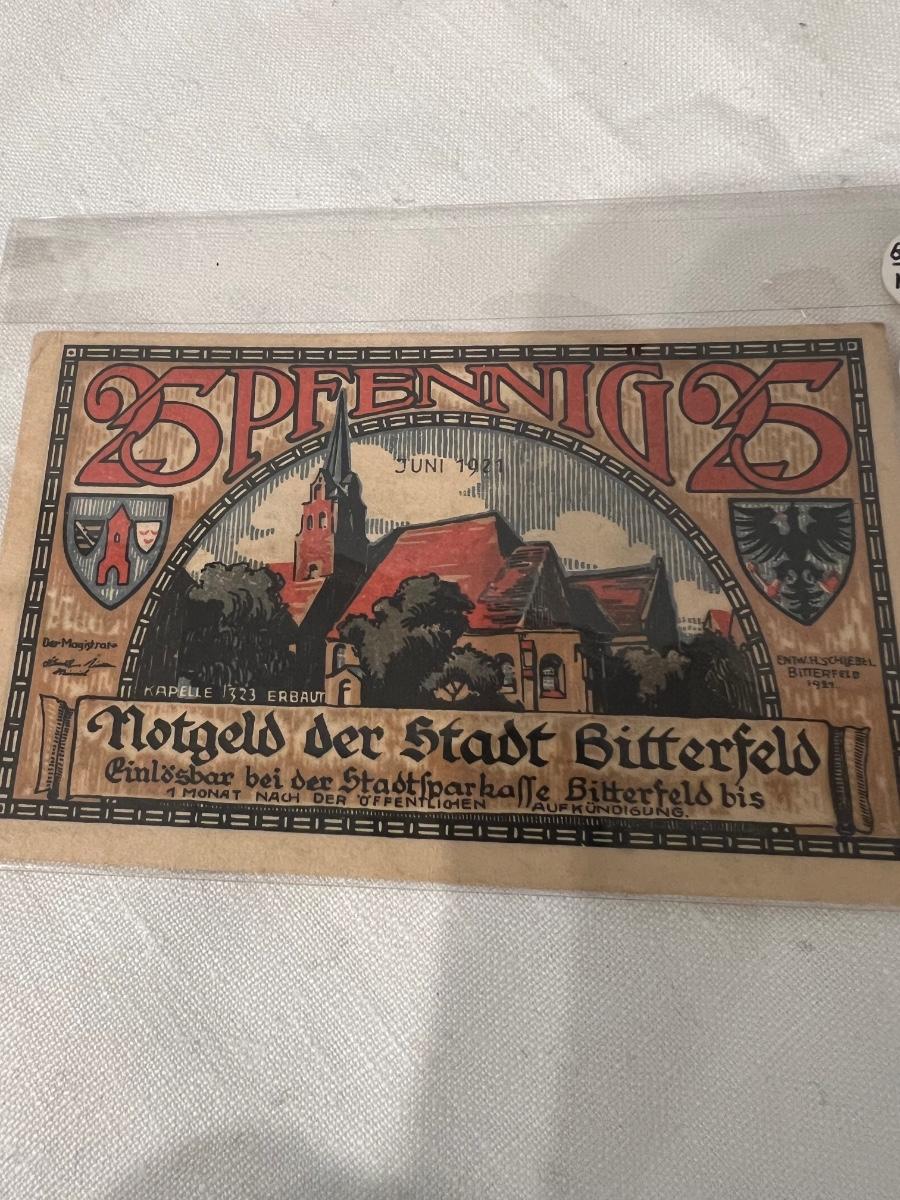 25 PFENNIG 25
JUNI 1921
Der Magistrat
ENTW. H. SCHIEBEL
BITTERFELD
1921.
KAPELLE 1323 ERBAUT
Notgeld der Stadt Bitterfeld
Einlösbar bei der Stadtsparkasse Bitterfeld bis
1 MONAT NACH DER ÖFFENTLICHEN AUFKÜNDIGUNG.
6